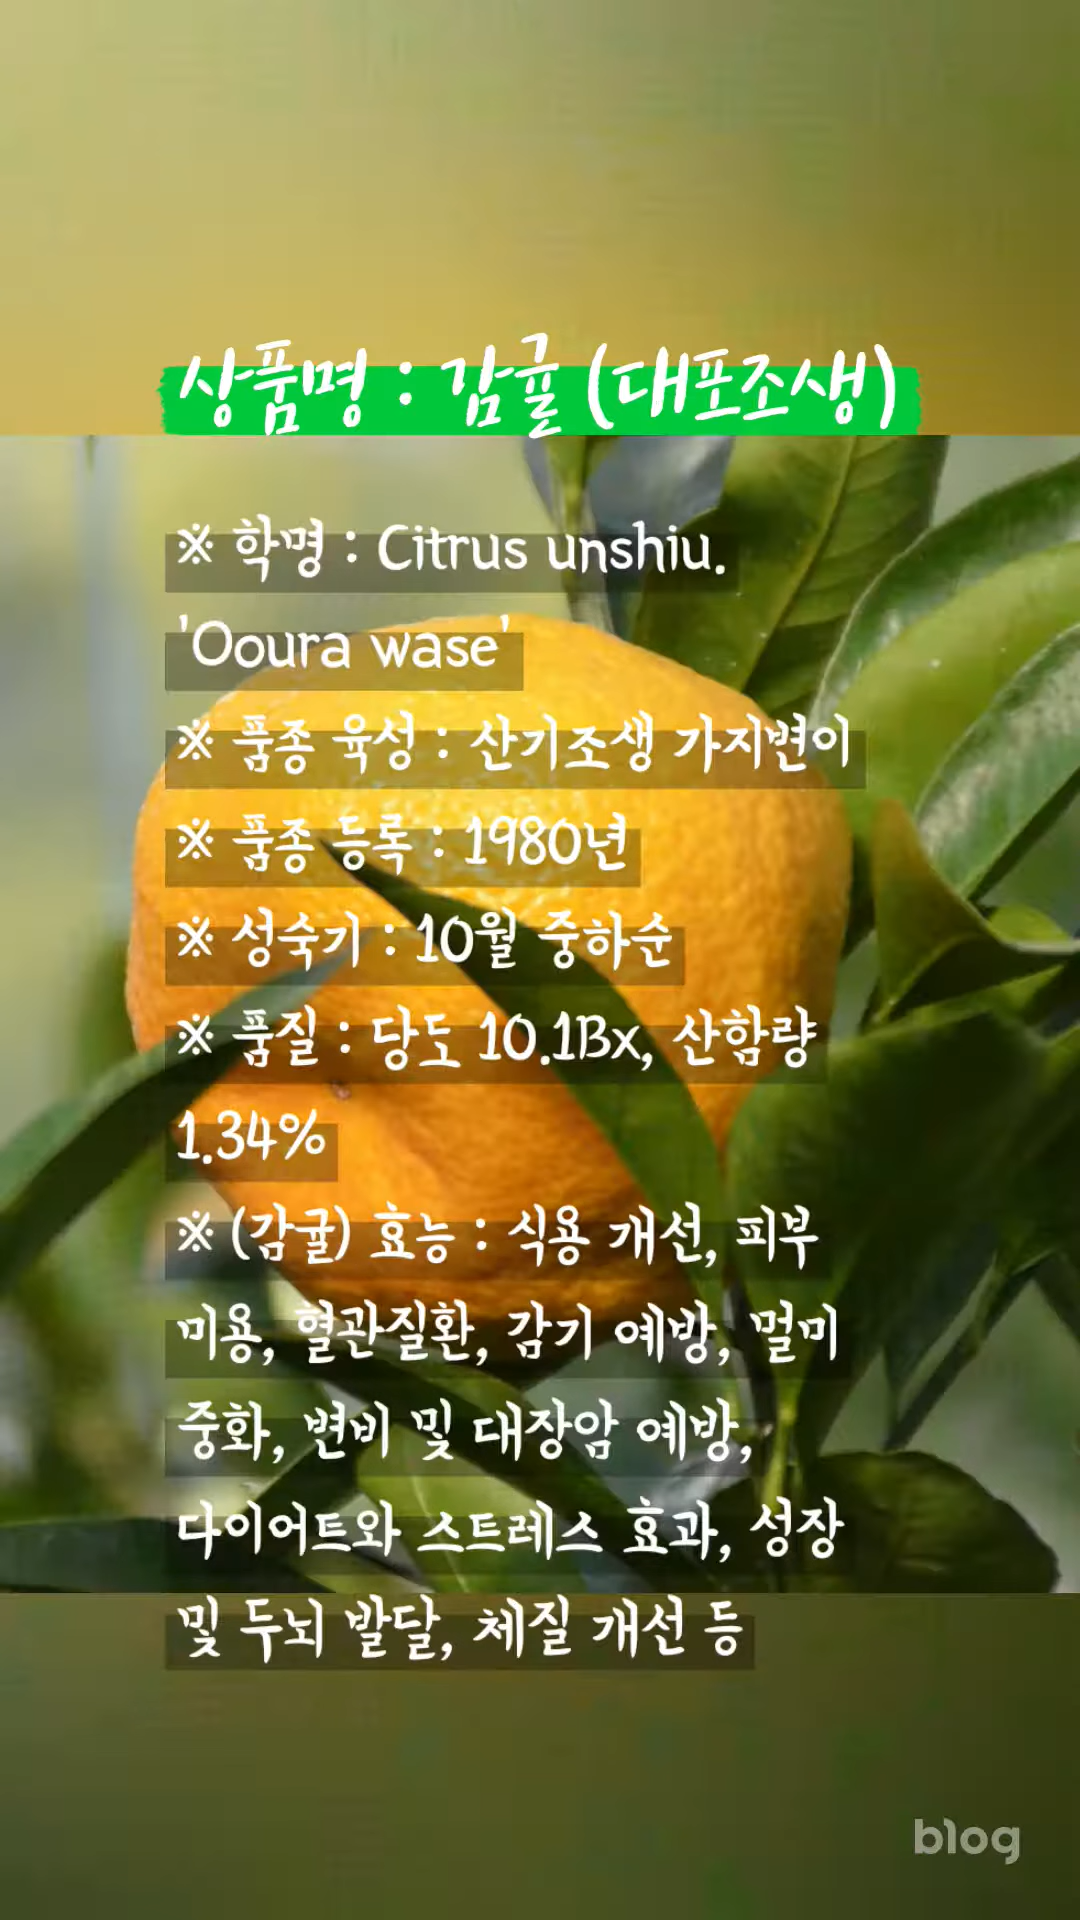 상품명 : 감귤 (대포조생)
※ 학명 : Citrus unshiu.
'Ooura wase'
※ 품종 육성 : 산기조생 가지변이
※ 품종 등록 : 1980년
※ 성숙기 : 10월 중하순
※ 품질 : 당도 10.1Bx, 산함량
1.34%
※ (감귤) 효능 : 식용 개선, 피부
미용, 혈관질환, 감기 예방, 멀미
중화, 변비 및 대장암 예방,
다이어트와 스트레스 효과, 성장
및 두뇌 발달, 체질 개선 등
blog